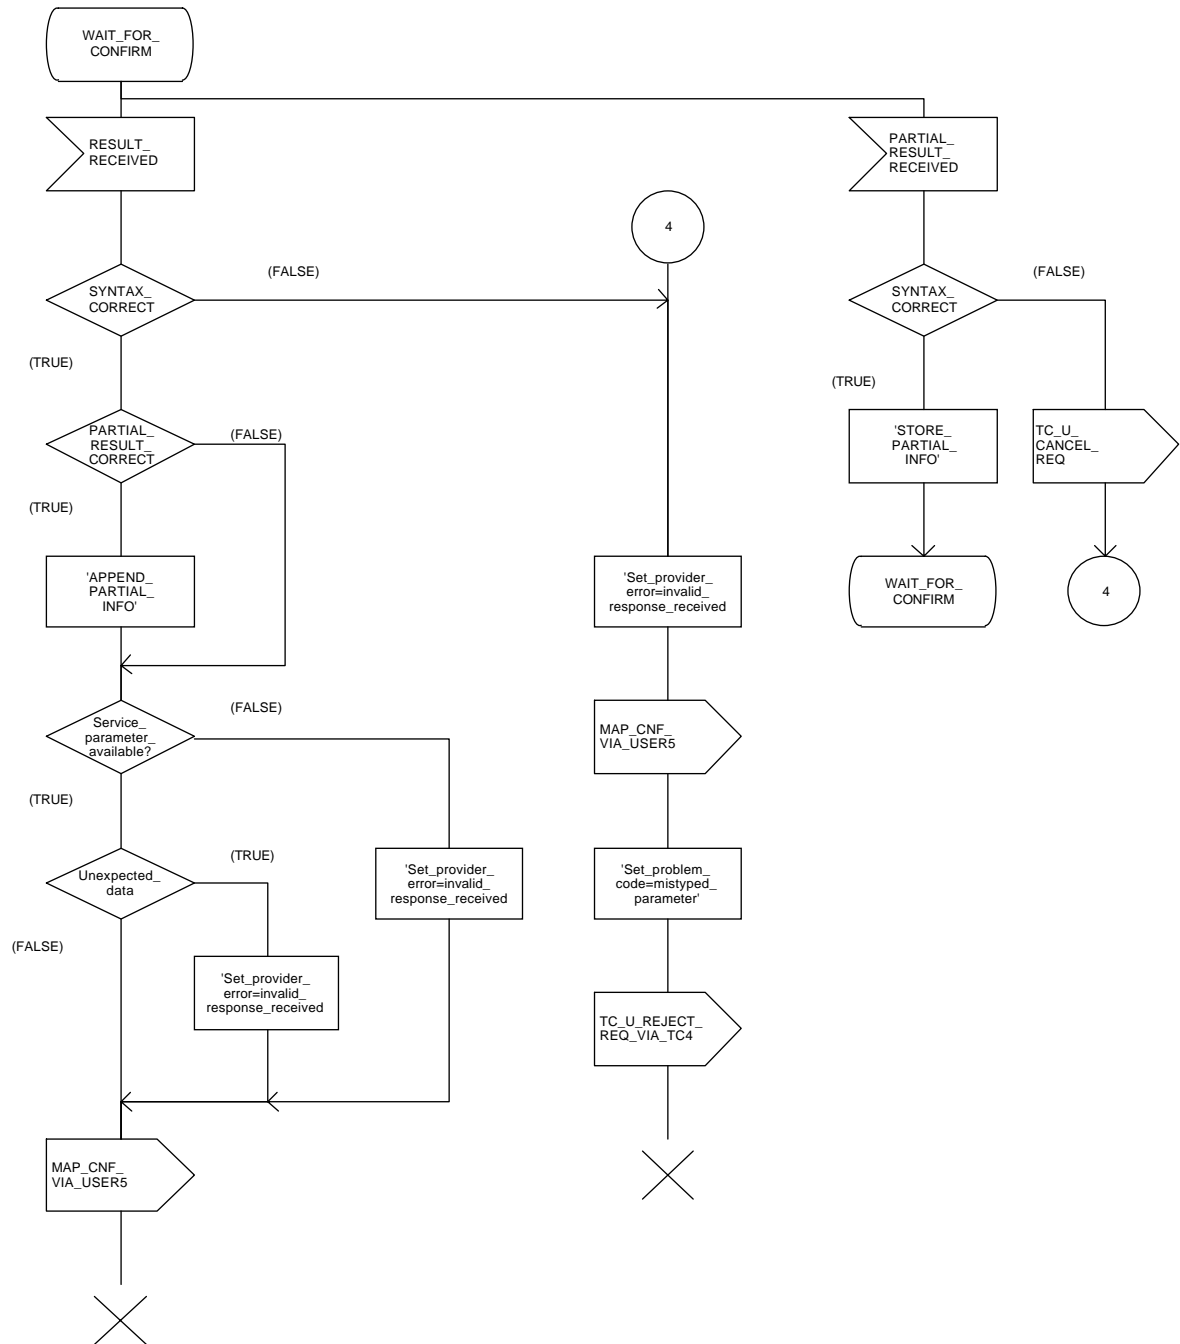 WAIT_FOR_
CONFIRM
RESULT_
RECEIVED
PARTIAL_
RESULT_
RECEIVED
4
(FALSE)
(FALSE)
SYNTAX_
CORRECT
SYNTAX_
CORRECT
(TRUE)
(TRUE)
PARTIAL_
RESULT_
CORRECT
(FALSE)
'STORE_
PARTIAL_
INFO'
TC_U_
CANCEL_
REQ
(TRUE)
'APPEND_
PARTIAL_
INFO'
'Set_provider_
error=invalid_
response_received
WAIT_FOR_
CONFIRM
4
(FALSE)
Service_
parameter_
available?
MAP_CNF_
VIA_USER5
(TRUE)
(TRUE)
Unexpected_
data
'Set_provider_
error=invalid_
response_received
'Set_problem_
code=mistyped_
parameter'
(FALSE)
'Set_provider_
error=invalid_
response_received
TC_U_REJECT_
REQ_VIA_TC4
MAP_CNF_
VIA_USER5